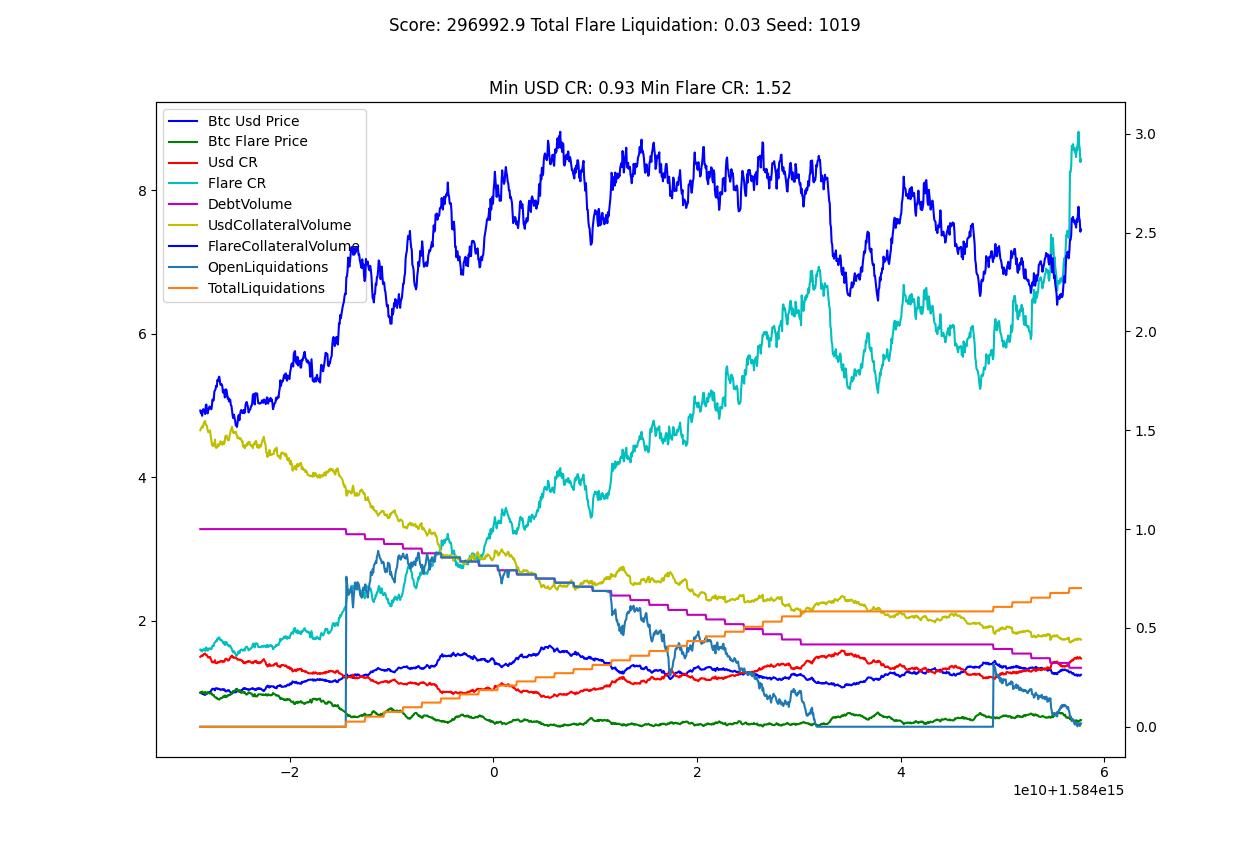 Score: 296992.9 Total Flare Liquidation: 0.03 Seed: 1019
Min USD CR: 0.93 Min Flare CR: 1.52
Btc Usd Price
Btc Flare Price
Usd CR
Flare CR
DebtVolume
UsdCollateralVolume
FlareCollateralVolume
OpenLiquidations
TotalLiquidations
8
6
4
2
3.0
2.5
2.0
1.5
1.0
0.5
0.0
−2 0 2 4 6
1e10+1.584e15